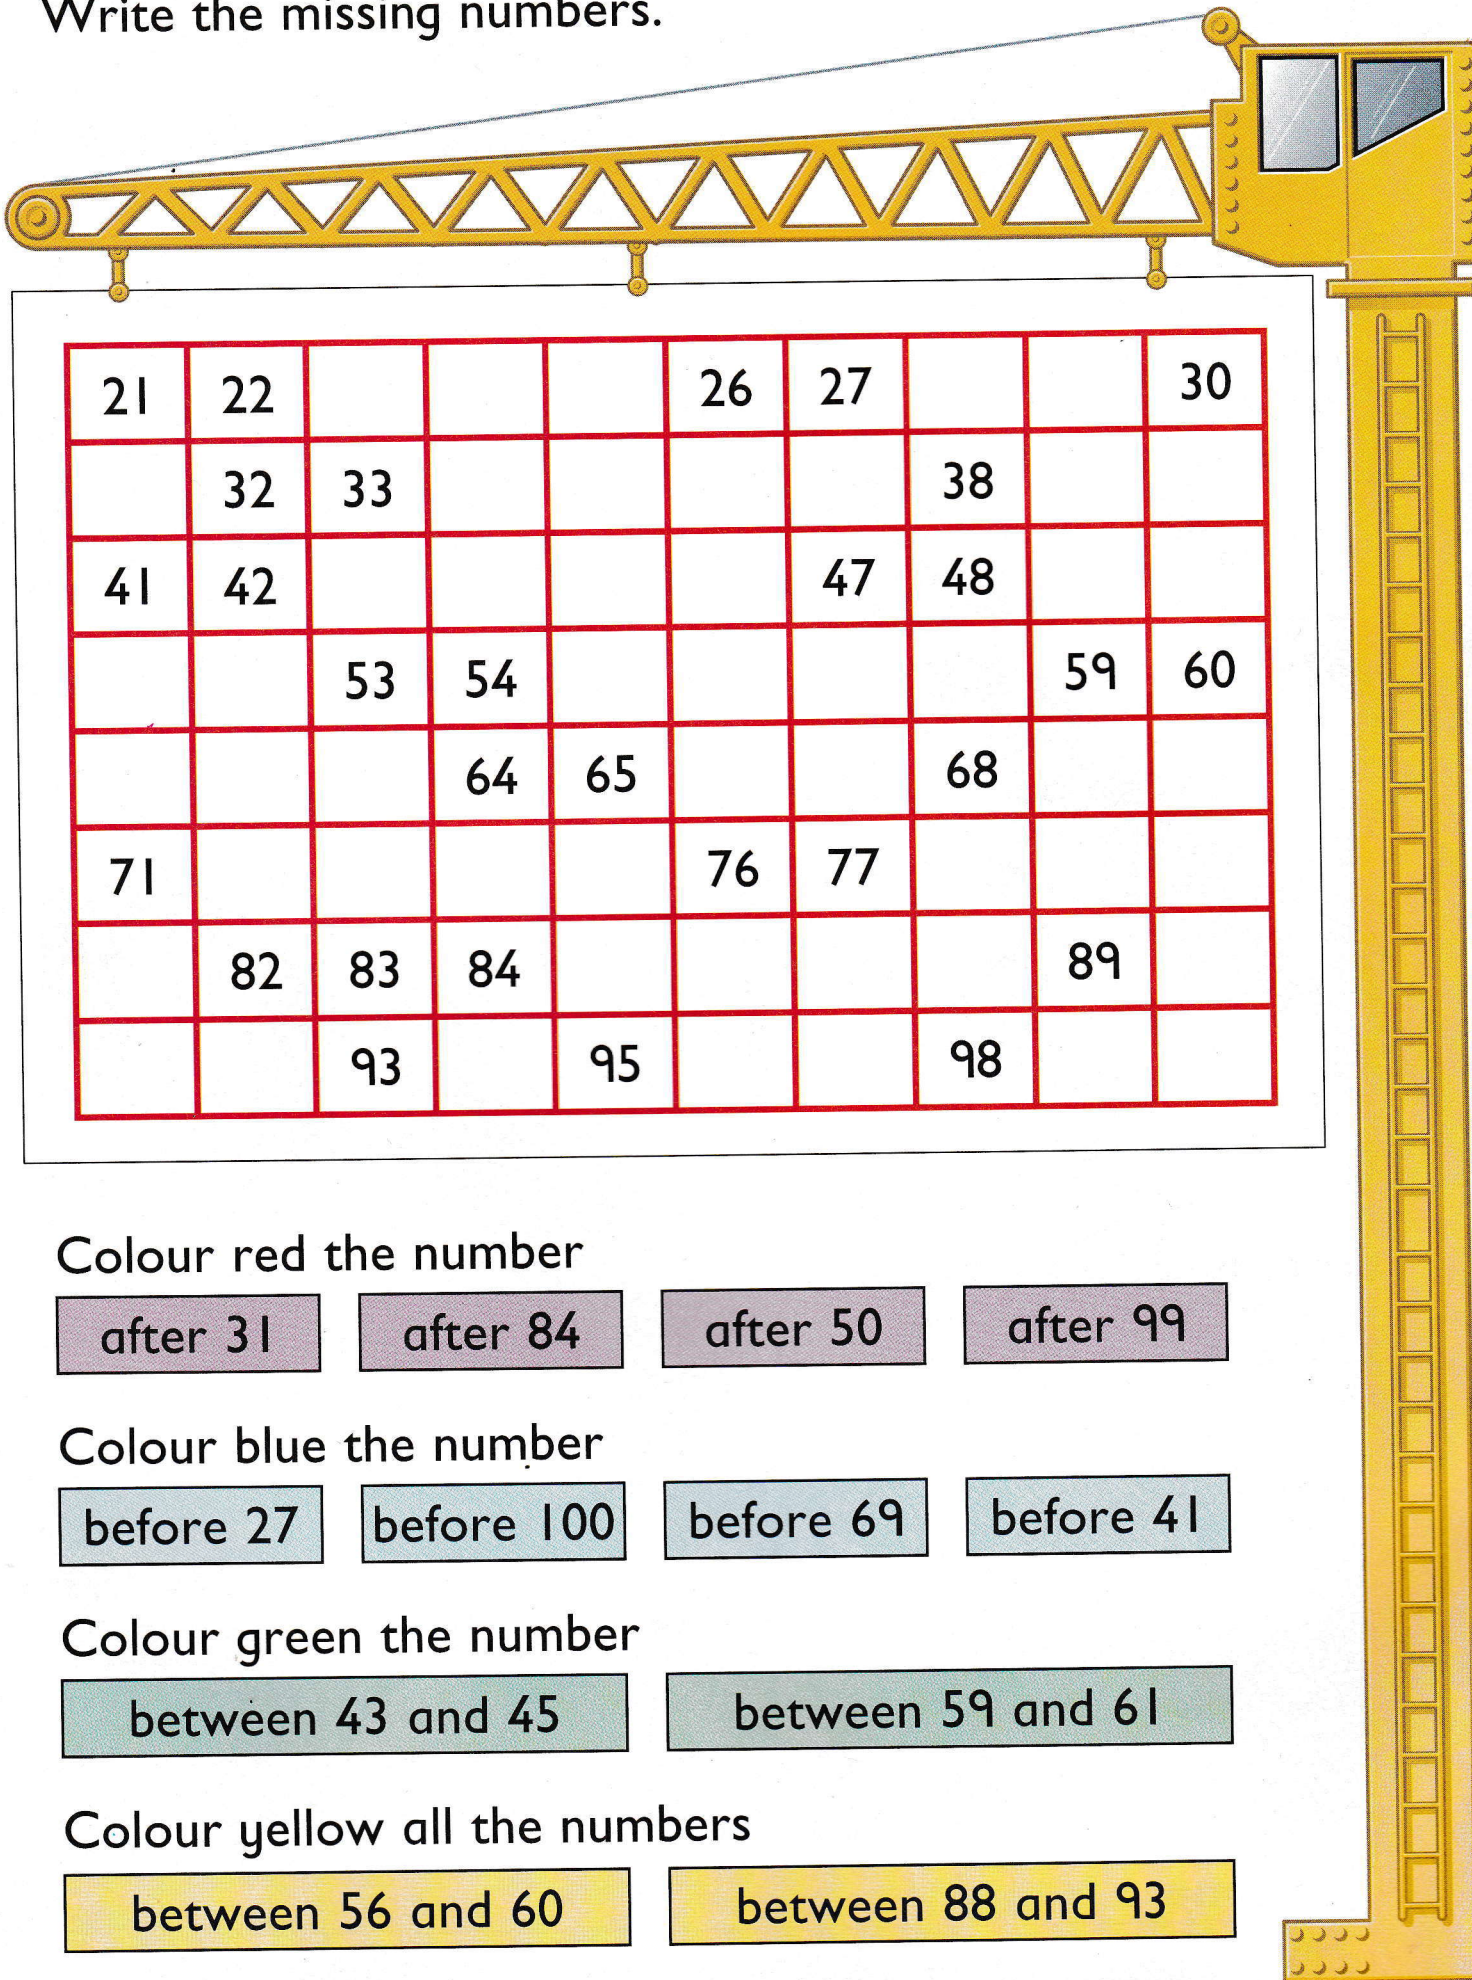 Write the missing numbers.
21 22 26 27 30
32 33 38
41 42 47 48
53 54 59 60
64 65 68
71 76 77
82 83 84 89
93 95 98
Colour red the number
after 31 after 84 after 50 after 99
Colour blue the number
before 27 before 100 before 69 before 41
Colour green the number
between 43 and 45 between 59 and 61
Colour yellow all the numbers
between 56 and 60 between 88 and 93